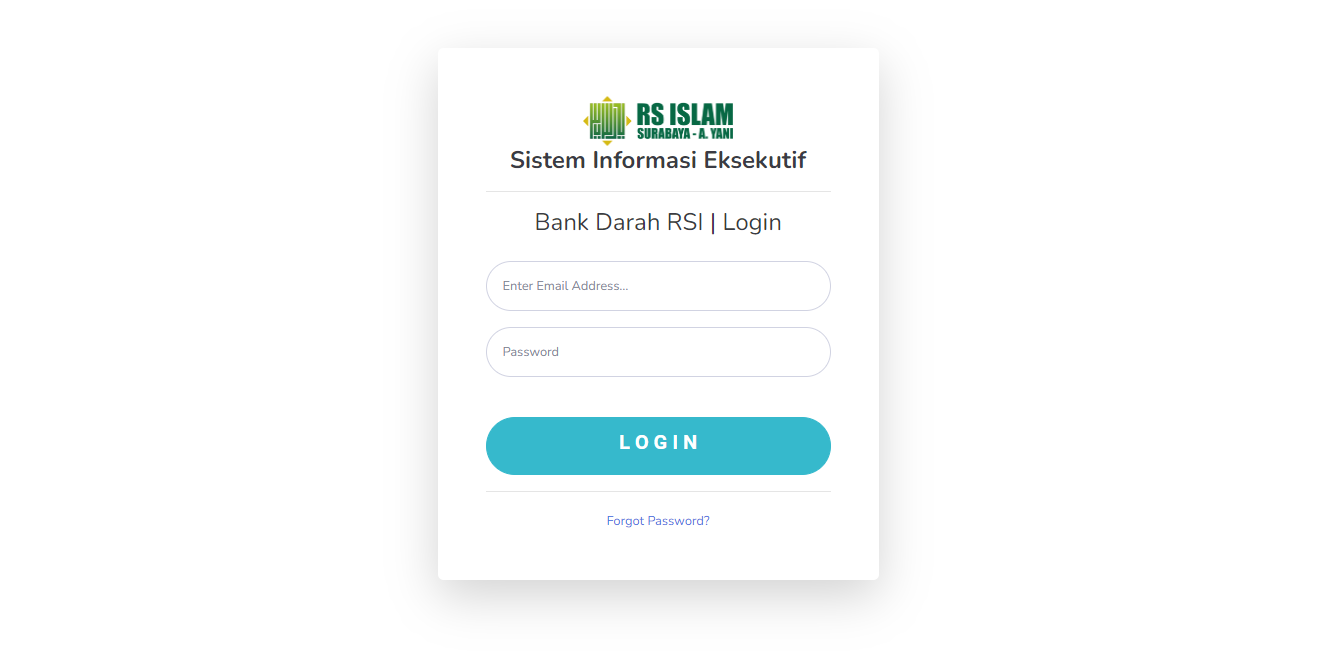 RS ISLAM
SURABAYA - A. YANI
Sistem Informasi Eksekutif
Bank Darah RSI | Login
Enter Email Address...
Password
LOGIN
Forgot Password?